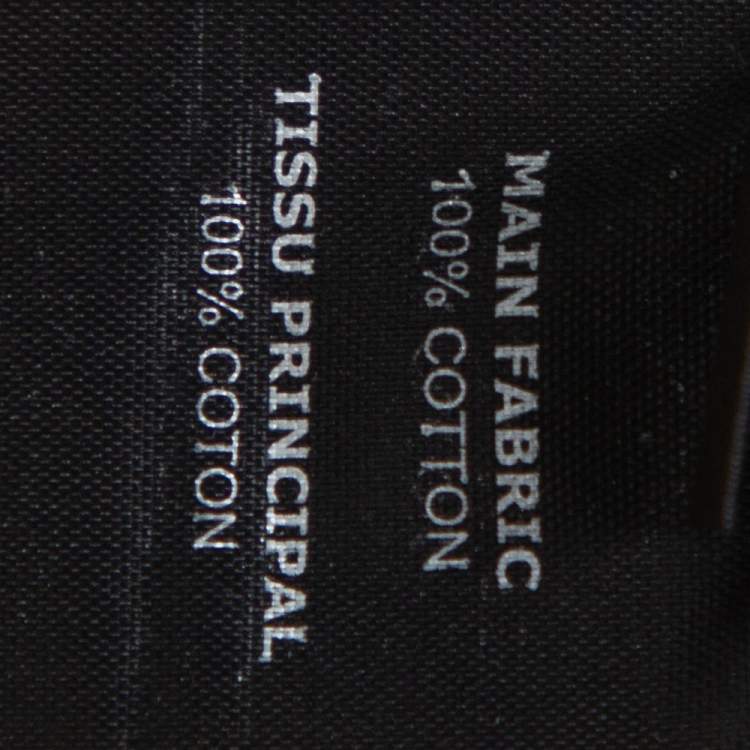 MAIN FABRIC
100% COTTON
TISSU PRINCIPAL
100% COTON